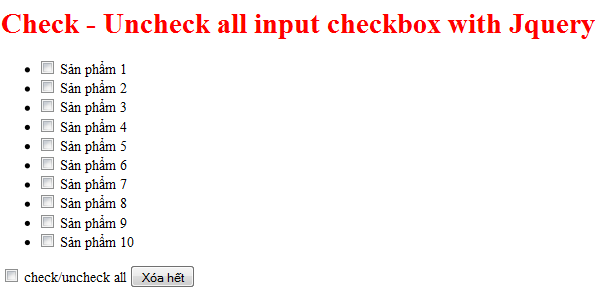 Check - Uncheck all input checkbox with Jquery
Sản phẩm 1
Sản phẩm 2
Sản phẩm 3
Sản phẩm 4
Sản phẩm 5
Sản phẩm 6
Sản phẩm 7
Sản phẩm 8
Sản phẩm 9
Sản phẩm 10
check/uncheck all Xóa hết